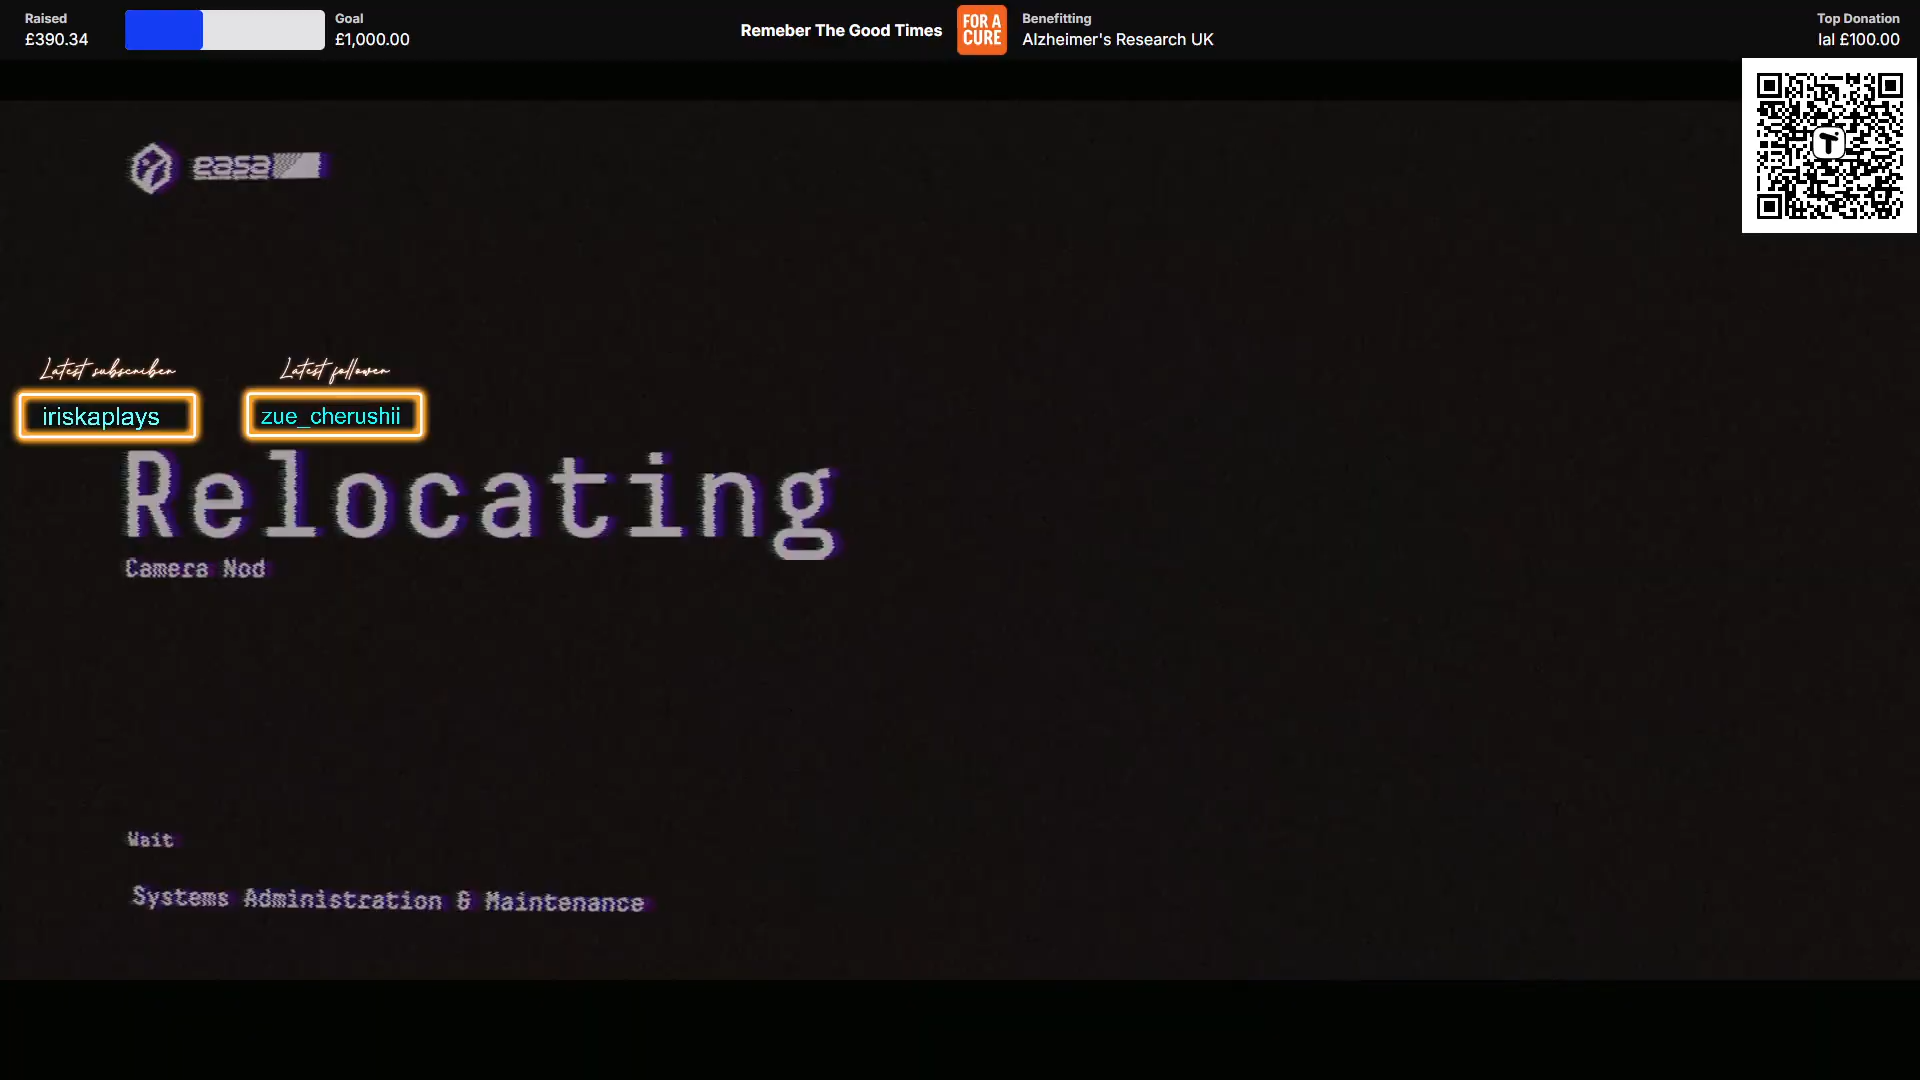 Raised
£390.34
Goal
£1,000.00
Remeber The Good Times
FOR A
CURE
Benefitting
Alzheimer's Research UK
Top Donation
lal £100.00
T
easa
Latest subscriber
Latest follower
iriskaplays
zue_cherushii
Relocating
Camera Nod
Wait
Systems Administration & Maintenance